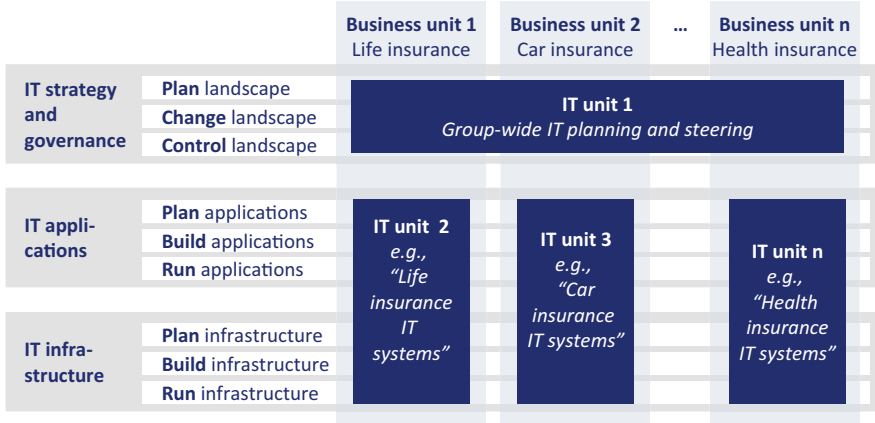 Business unit 1
Life insurance
Business unit 2
Car insurance
...
Business unit n
Health insurance
IT strategy
and
governance
Plan landscape
Change landscape
Control landscape
IT unit 1
Group-wide IT planning and steering
IT appli-
cations
Plan applications
Build applications
Run applications
IT infra-
structure
Plan infrastructure
Build infrastructure
Run infrastructure
IT unit 2
e.g.,
“Life
insurance
IT
systems”
IT unit 3
e.g.,
“Car
insurance
IT systems”
IT unit n
e.g.,
“Health
insurance
IT systems”